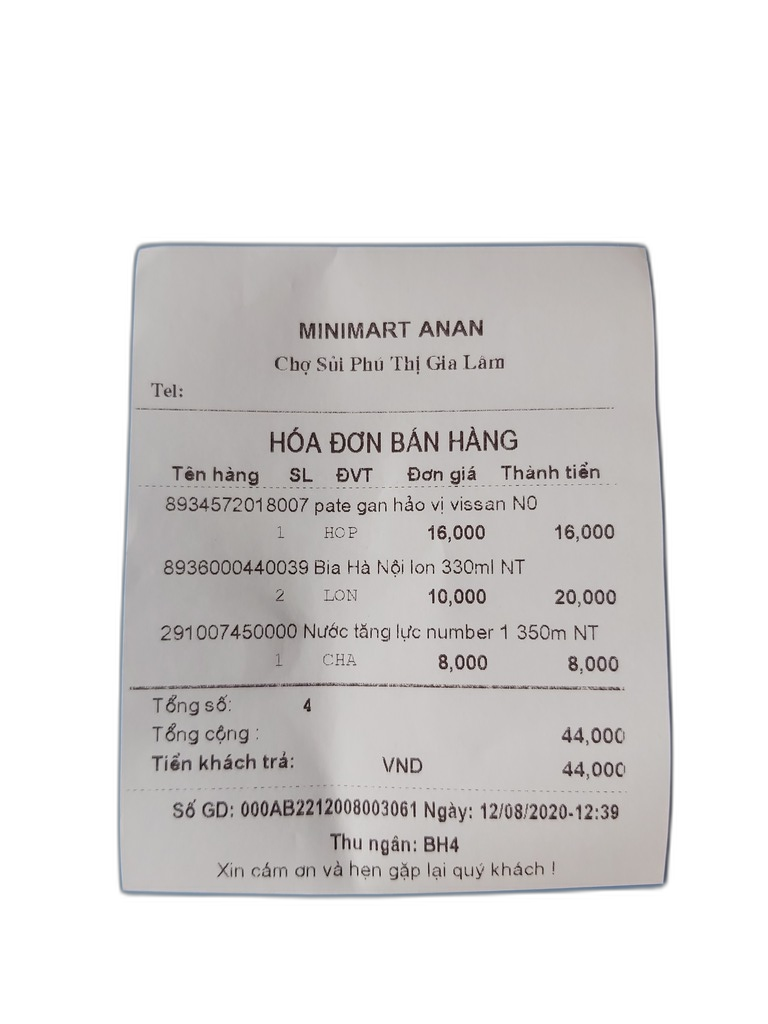 MINIMART ANAN
Chợ Sủi Phú Thị Gia Lâm
Tel:
HÓA ĐƠN BÁN HÀNG
Tên hàng SL ĐVT Đơn giá Thành tiền
8934572018007 pate gan hảo vị vissan N0
1 HOP 16,000 16,000
8936000440039 Bia Hà Nội lon 330ml NT
2 LON 10,000 20,000
291007450000 Nước tăng lực number 1 350m NT
1 CHA 8,000 8,000
Tổng số: 4
Tổng cộng : 44,000
Tiền khách trả: VND 44,000
Số GD: 000AB2212008003061 Ngày: 12/08/2020-12:39
Thu ngân: BH4
Xin cám ơn và hẹn gặp lại quý khách !